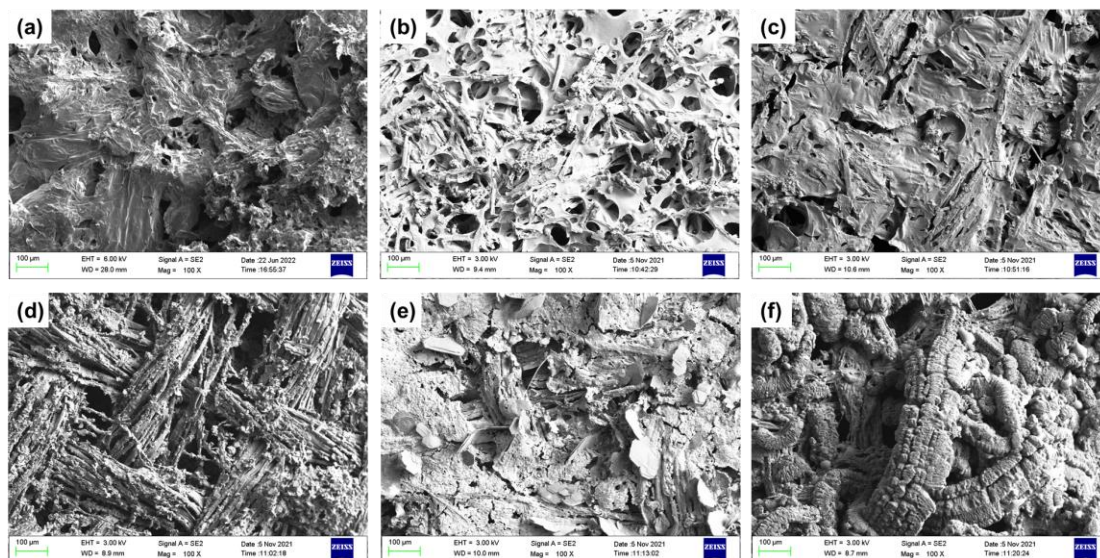 (a)
100 µm
EHT = 6.00 kV Signal A = SE2 Date :22 Jun 2022
WD = 28.0 mm Mag = 100 X Time :16:55:37
ZEISS
(b)
100 µm
EHT = 3.00 kV Signal A = SE2 Date :5 Nov 2021
WD = 9.4 mm Mag = 100 X Time :10:42:29
ZEISS
(c)
100 µm
EHT = 3.00 kV Signal A = SE2 Date :5 Nov 2021
WD = 10.6 mm Mag = 100 X Time :10:51:16
ZEISS
(d)
100 µm
EHT = 3.00 kV Signal A = SE2 Date :5 Nov 2021
WD = 8.9 mm Mag = 100 X Time :11:02:18
ZEISS
(e)
100 µm
EHT = 3.00 kV Signal A = SE2 Date :5 Nov 2021
WD = 10.0 mm Mag = 100 X Time :11:13:02
ZEISS
(f)
100 µm
EHT = 3.00 kV Signal A = SE2 Date :5 Nov 2021
WD = 8.7 mm Mag = 100 X Time :11:20:34
ZEISS